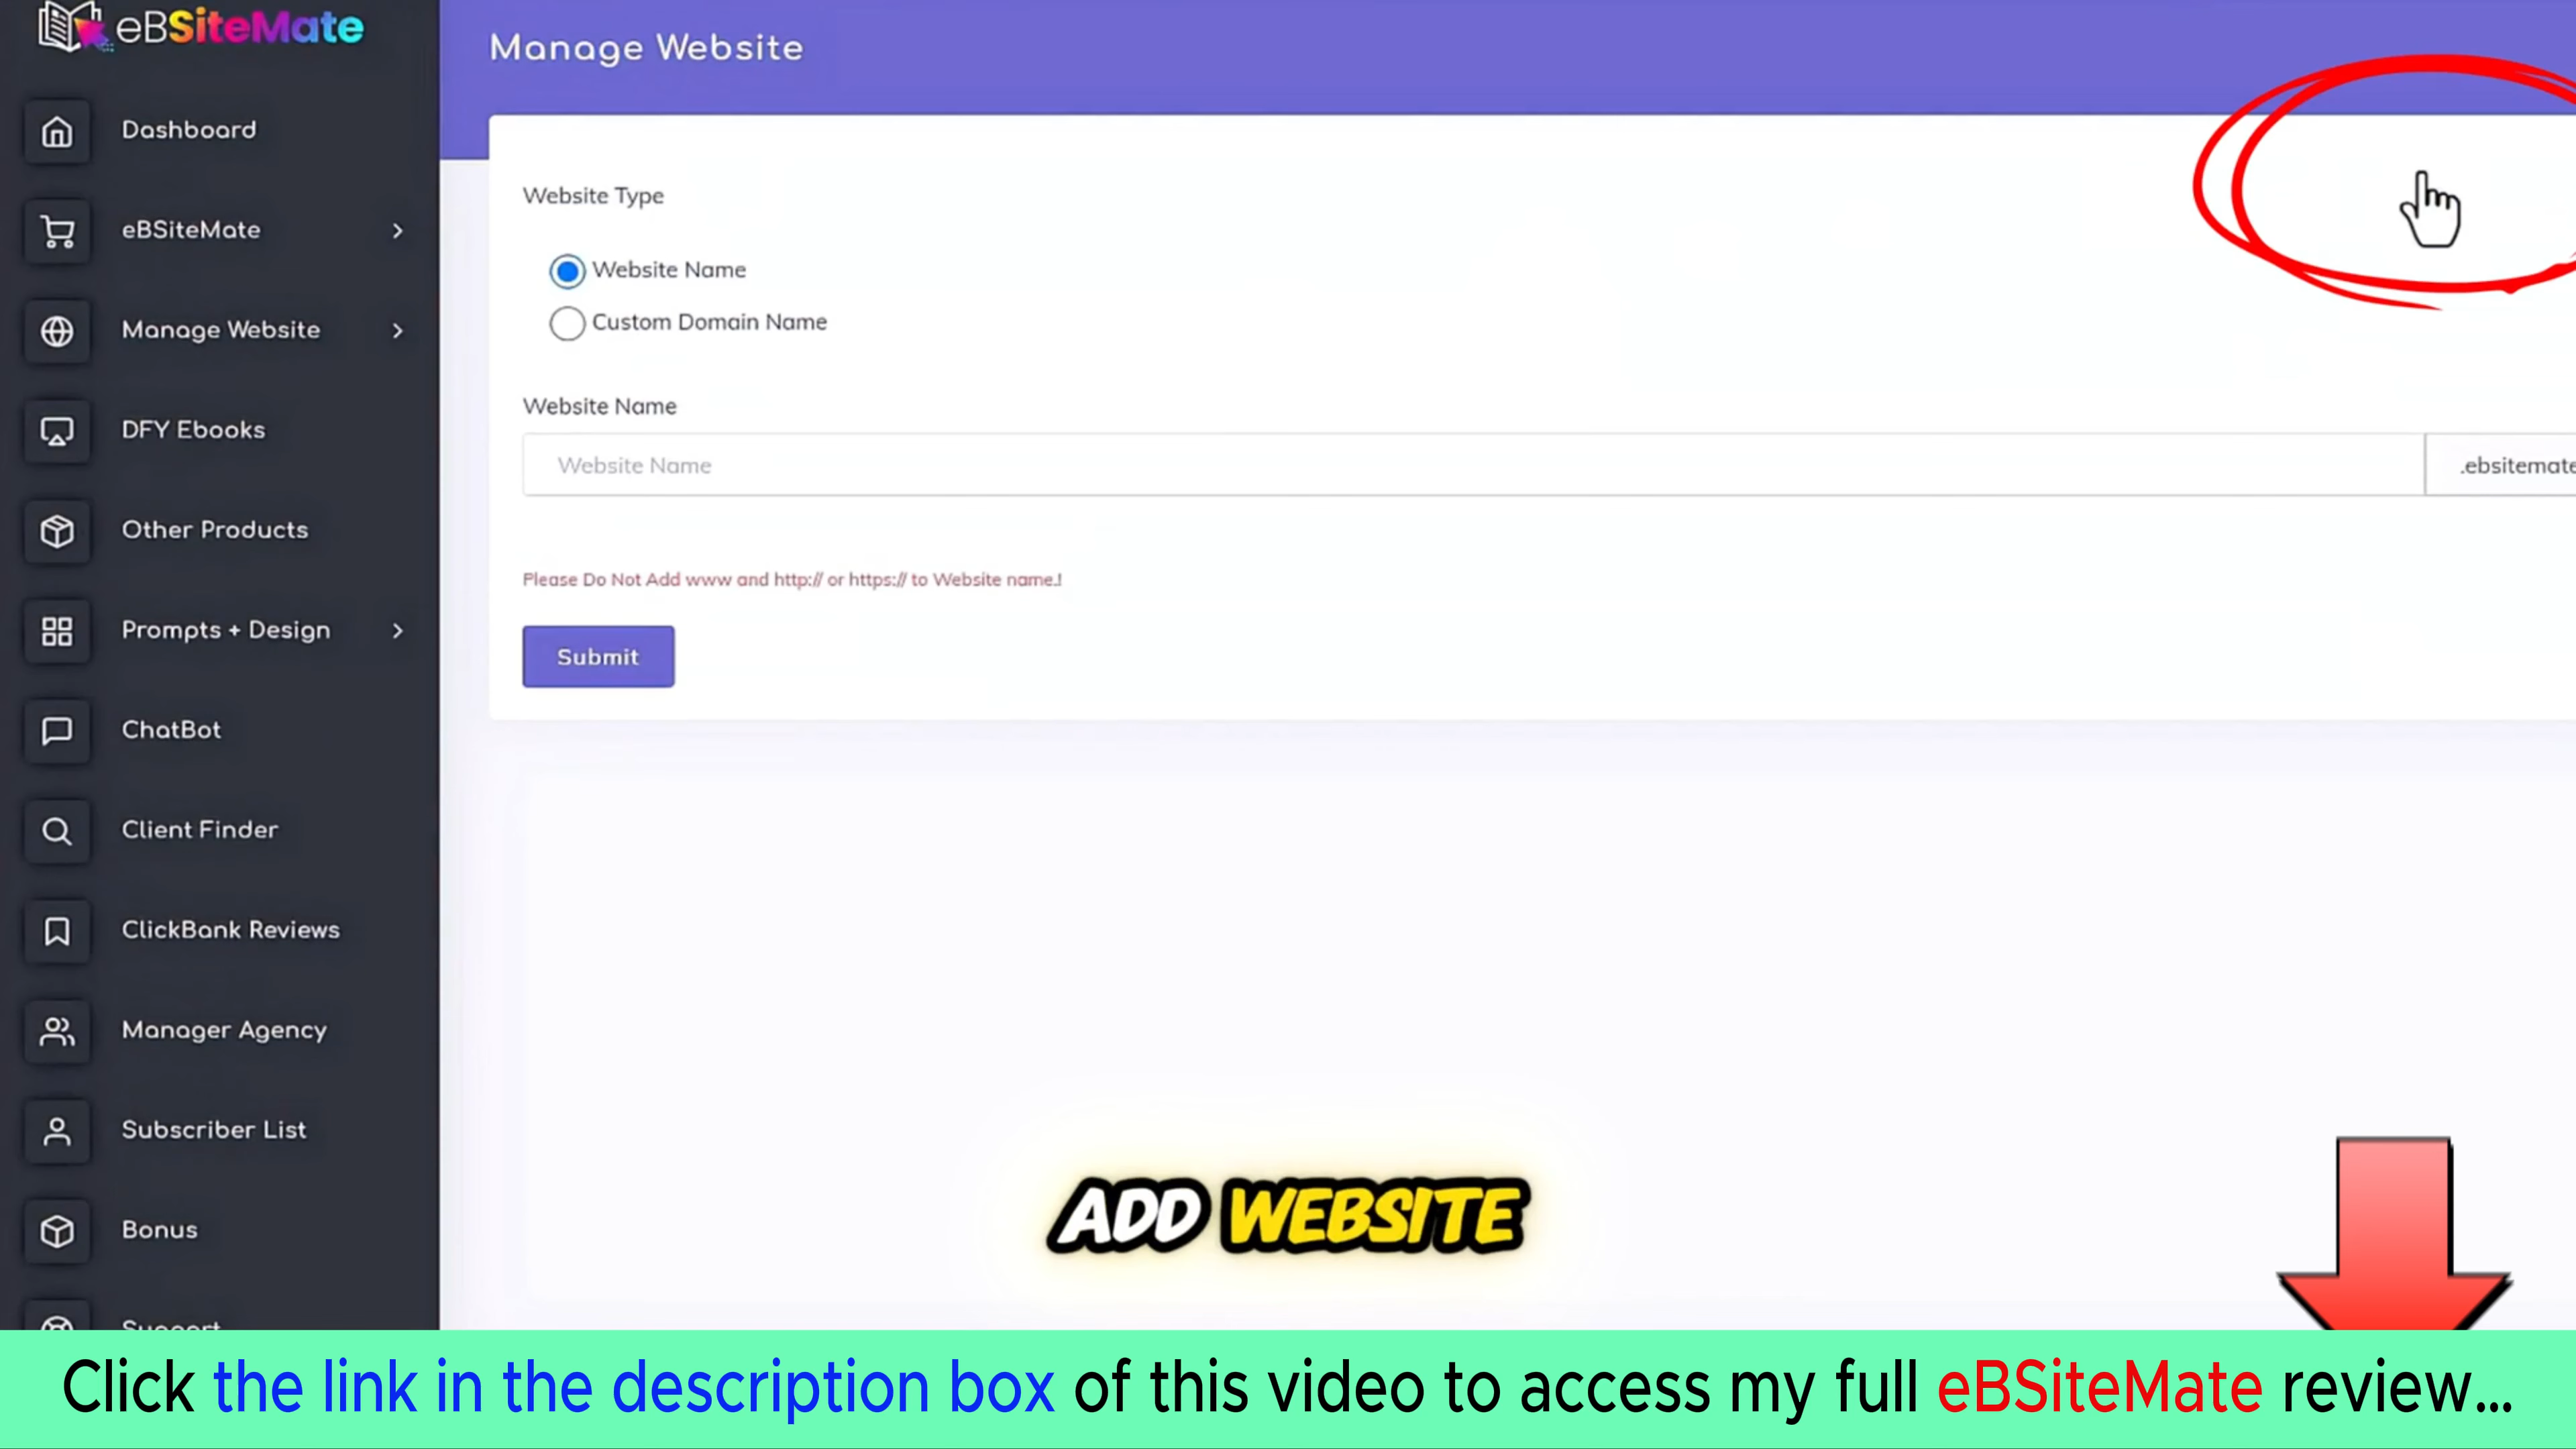 eBSiteMate
Manage Website
Dashboard
eBSiteMate
Manage Website
DFY Ebooks
Other Products
Prompts + Design
ChatBot
Client Finder
ClickBank Reviews
Manager Agency
Subscriber List
Bonus
Support
Website Type
Website Name
Custom Domain Name
Website Name
Website Name
.ebsitemate
Please Do Not Add www and http:// or https:// to Website name.!
Submit
ADD WEBSITE
Click the link in the description box of this video to access my full eBSiteMate review...